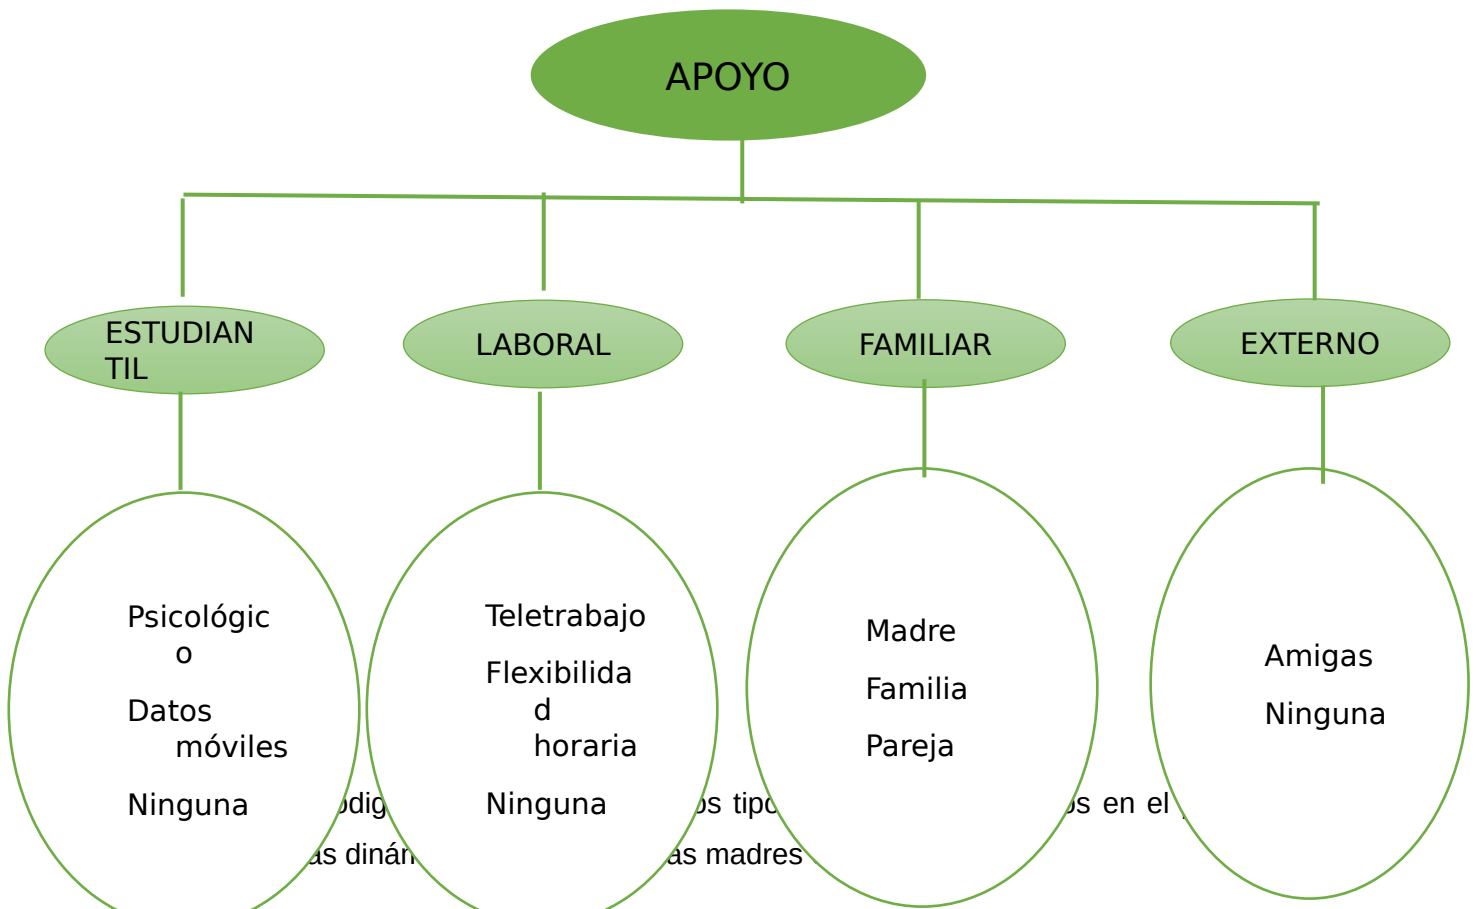 APOYO
ESTUDIAN
TIL
LABORAL
FAMILIAR
EXTERNO
Psicológic
o
Datos
móviles
Ninguna
Teletrabajo
Flexibilida
d
horaria
Ninguna
Madre
Familia
Pareja
Amigas
Ninguna
en el
madres